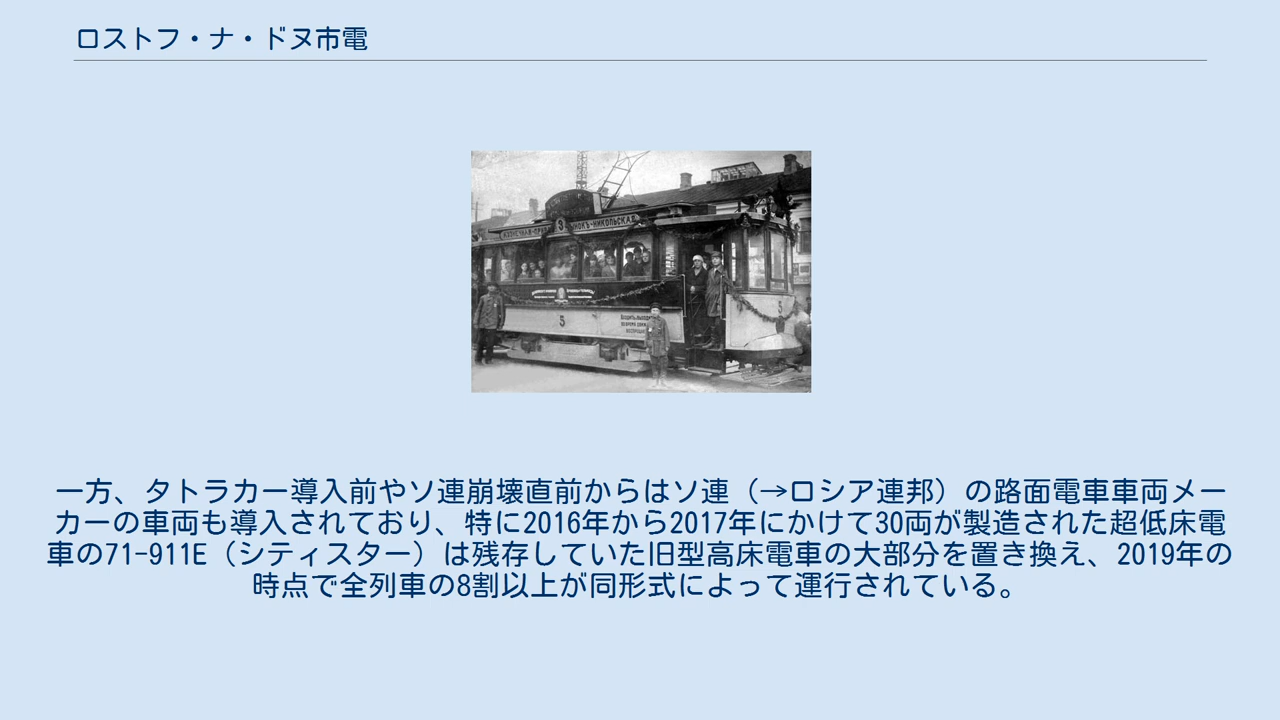 ロストフ・ナ・ドヌ市電
9
НОКЪ-НИКОЛЬСКАЯ
5
5
一方、タトラカー導入前やソ連崩壊直前からはソ連（→ロシア連邦）の路面電車車両メー
カーの車両も導入されており、特に2016年から2017年にかけて30両が製造された超低床電
車の71-911E（シティスター）は残存していた旧型高床電車の大部分を置き換え、2019年の
時点で全列車の8割以上が同形式によって運行されている。